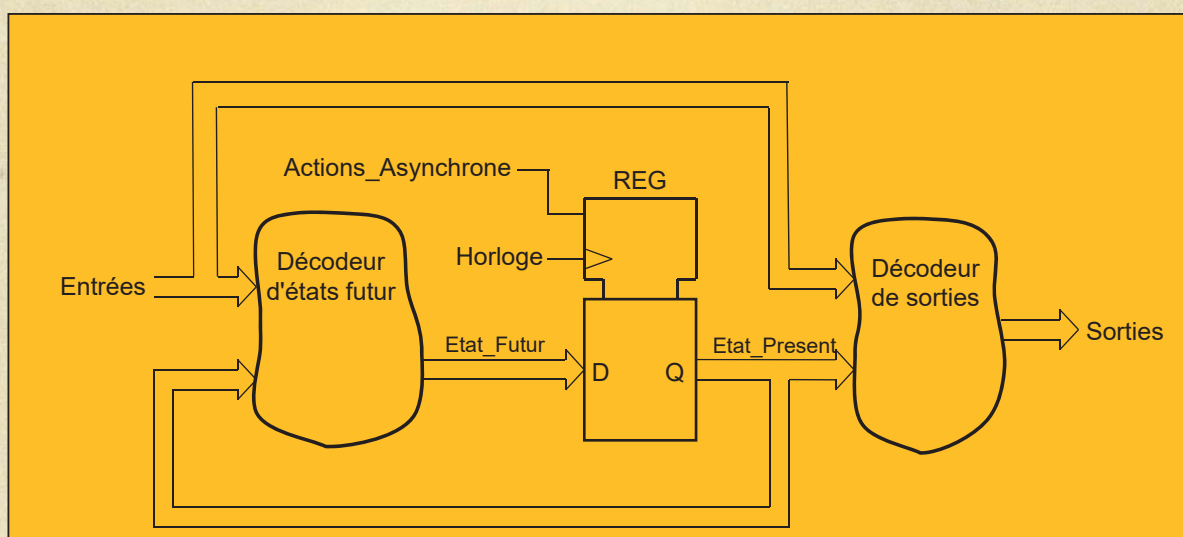 Actions_Asynchrone
REG
Horloge
Entrées
Décodeur
d'états futur
Décodeur
de sorties
Etat_Futur
Etat_Present
D
Q
Sorties